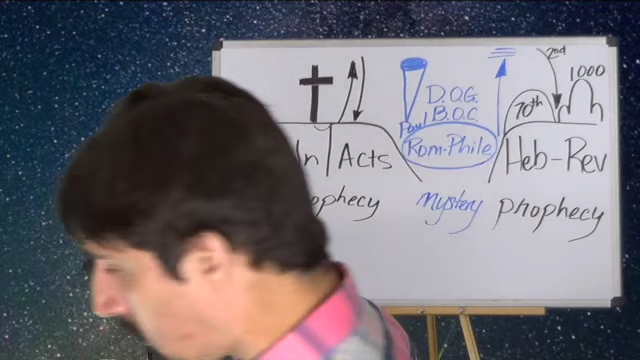 2nd
1000
D.O.G.
B.O.C.
70th
Paul
Acts
Rom-Phile
Heb-Rev
mystery
prophecy